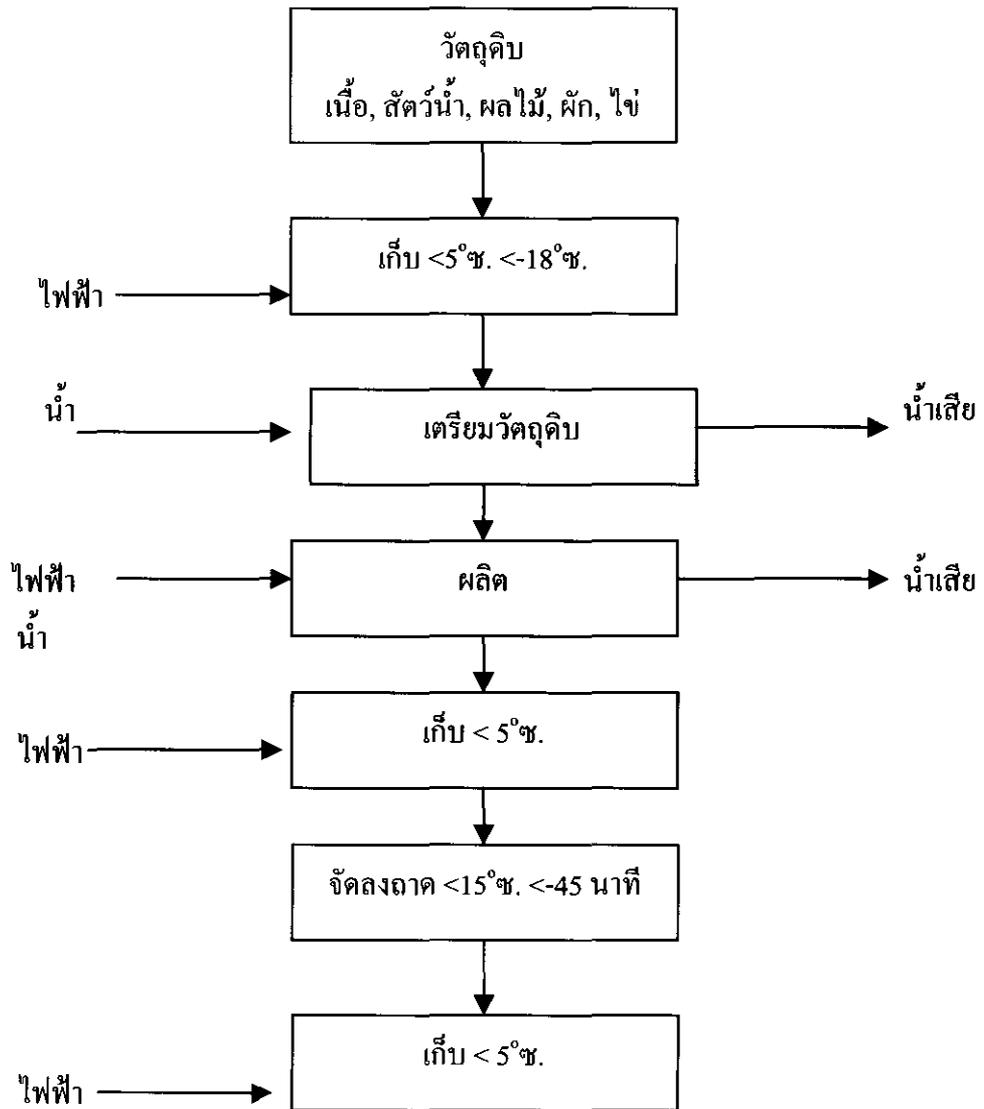 วัตถุดิบ
เนื้อ, สัตว์น้ำ, ผลไม้, ผัก, ไข่
เก็บ <5°ซ. <-18°ซ.
ไฟฟ้า
น้ำ
เตรียมวัตถุดิบ
น้ำเสีย
ไฟฟ้า
ผลิต
น้ำเสีย
น้ำ
เก็บ < 5°ซ.
ไฟฟ้า
จัดลงถาด <15°ซ. <-45 นาที
เก็บ < 5°ซ.
ไฟฟ้า